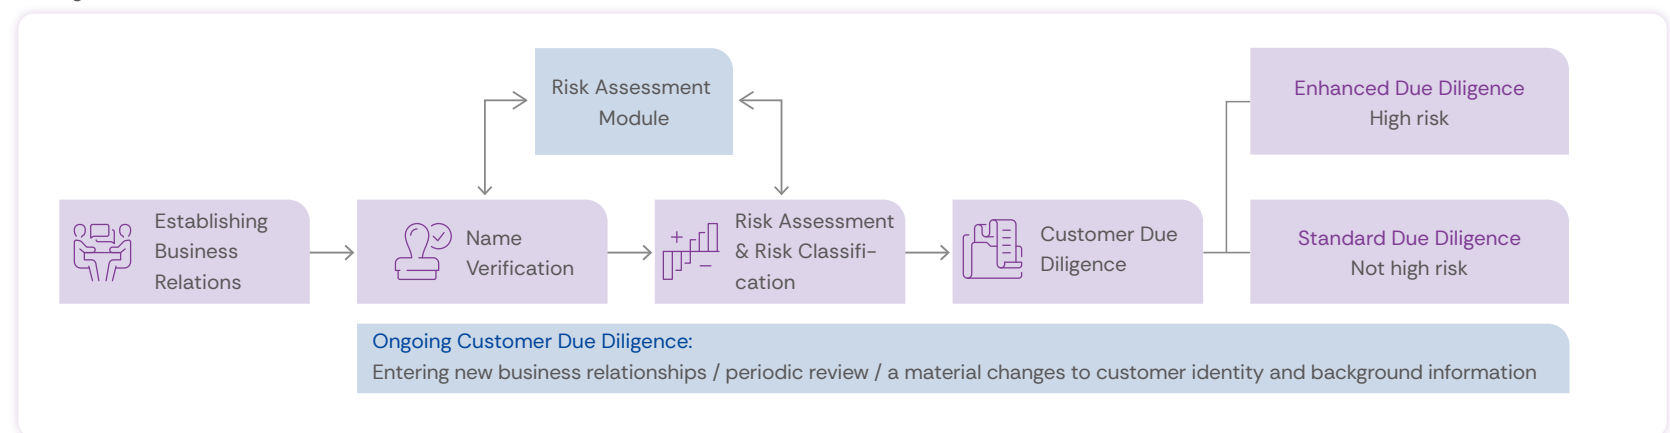 Risk Assessment
Module
Enhanced Due Diligence
High risk
Establishing
Business
Relations
Name
Verification
Risk Assessment
& Risk Classifi-
cation
Customer Due
Diligence
Standard Due Diligence
Not high risk
Ongoing Customer Due Diligence:
Entering new business relationships / periodic review / a material changes to customer identity and background information